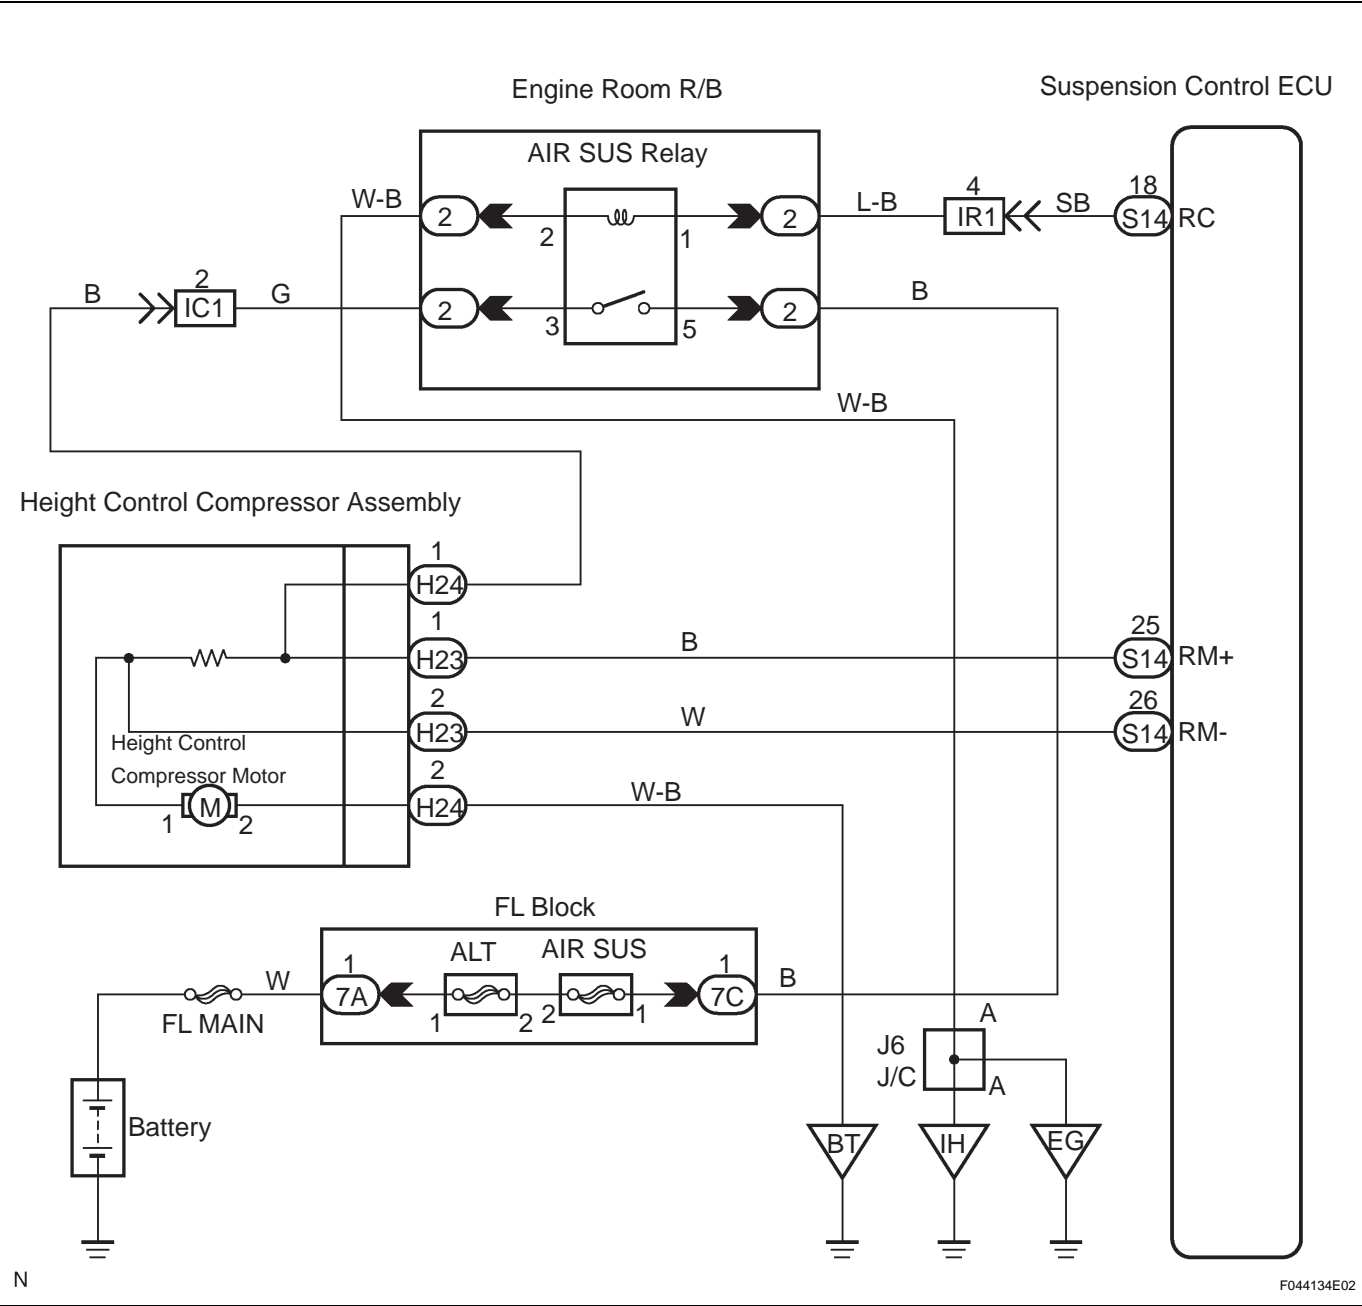 Engine Room R/B
Suspension Control ECU
AIR SUS Relay
W-B
2
2
1
2
L-B
4
IR1
SB
18
S14
RC
B
2
IC1
G
2
3
5
2
B
W-B
Height Control Compressor Assembly
1
H24
1
H23
B
25
S14
RM+
2
H23
W
26
S14
RM-
Height Control
Compressor Motor
1
M
2
2
H24
W-B
FL Block
ALT
AIR SUS
FL MAIN
W
1
7A
1
2
2
1
1
7C
B
A
J6
J/C
A
Battery
BT
IH
EG
N
F044134E02